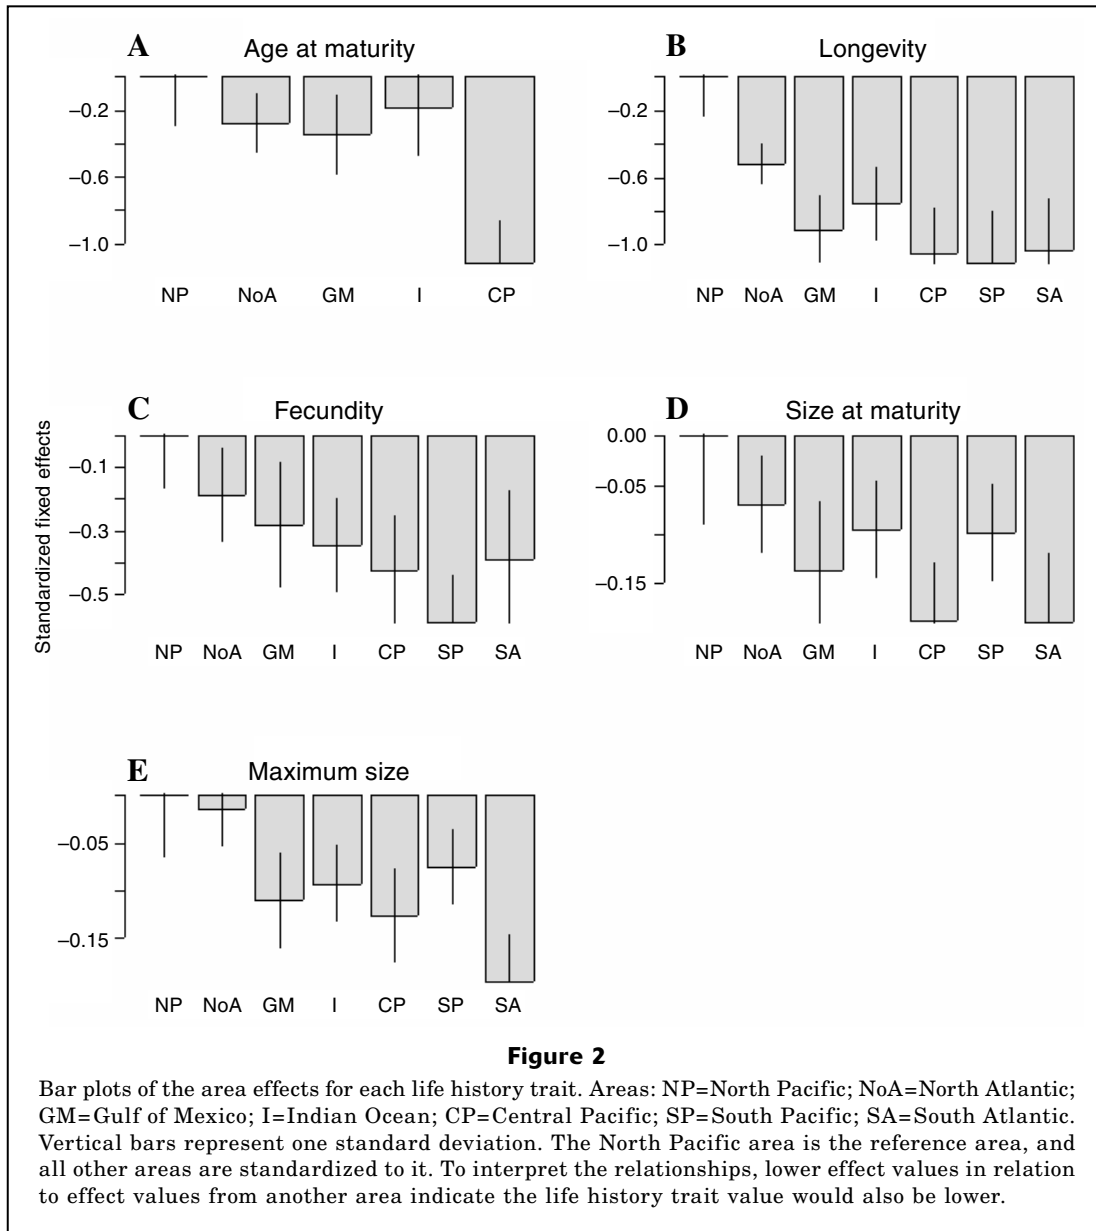 A Age at maturity
−0.2
−0.6
−1.0
NP NoA GM I CP
B Longevity
−0.2
−0.6
−1.0
NP NoA GM I CP SP SA
Standardized fixed effects
C Fecundity
−0.1
−0.3
−0.5
NP NoA GM I CP SP SA
D Size at maturity
0.00
−0.05
−0.15
NP NoA GM I CP SP SA
E Maximum size
−0.05
−0.15
NP NoA GM I CP SP SA
Figure 2
Bar plots of the area effects for each life history trait. Areas: NP=North Pacific; NoA=North Atlantic;
GM=Gulf of Mexico; I=Indian Ocean; CP=Central Pacific; SP=South Pacific; SA=South Atlantic.
Vertical bars represent one standard deviation. The North Pacific area is the reference area, and
all other areas are standardized to it. To interpret the relationships, lower effect values in relation
to effect values from another area indicate the life history trait value would also be lower.